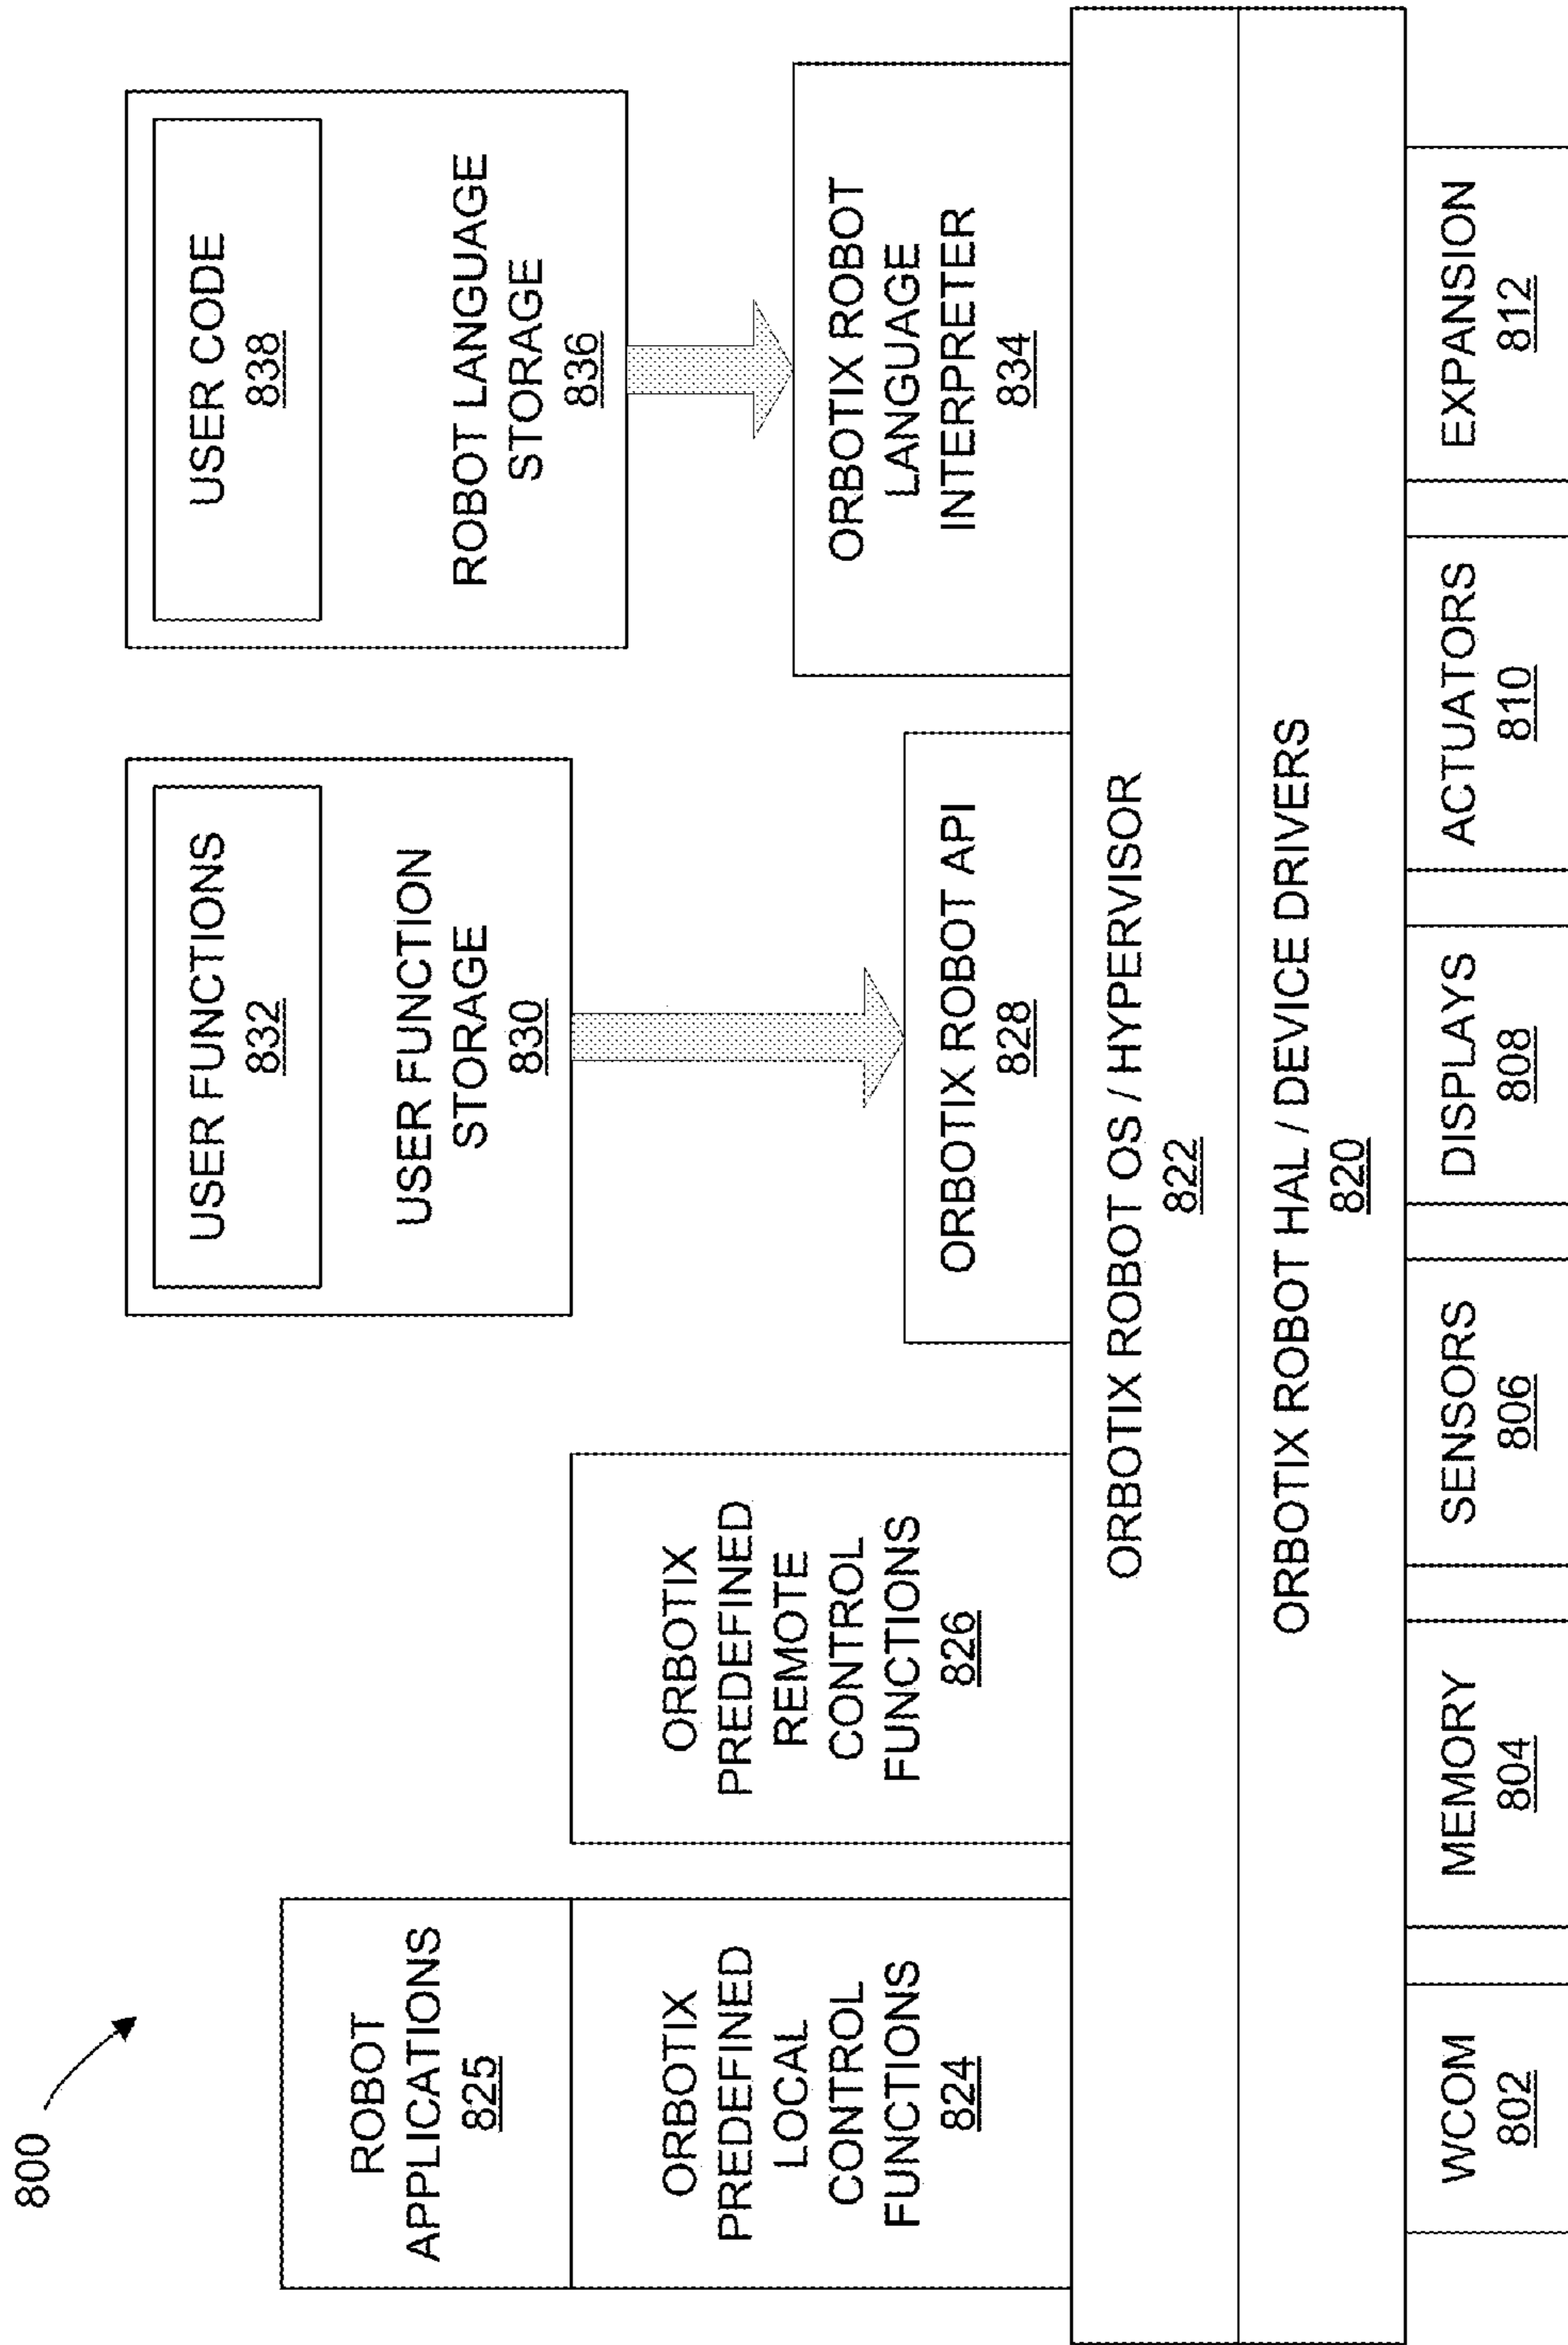 800
ROBOT
APPLICATIONS
825
ORBOTIX
PREDEFINED
LOCAL
CONTROL
FUNCTIONS
824
ORBOTIX
PREDEFINED
REMOTE
CONTROL
FUNCTIONS
826
USER FUNCTIONS
832
USER FUNCTION
STORAGE
830
ORBOTIX ROBOT API
828
USER CODE
838
ROBOT LANGUAGE
STORAGE
836
ORBOTIX ROBOT
LANGUAGE
INTERPRETER
834
ORBOTIX ROBOT OS / HYPERVISOR
822
ORBOTIX ROBOT HAL / DEVICE DRIVERS
820
WCOM
802
MEMORY
804
SENSORS
806
DISPLAYS
808
ACTUATORS
810
EXPANSION
812